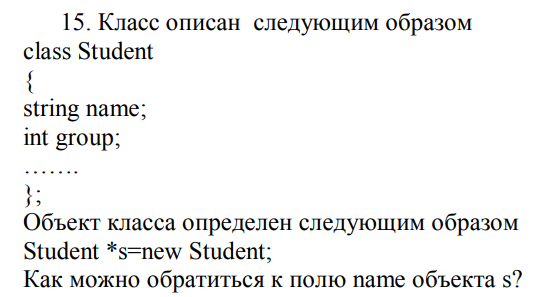 15. Класс описан следующим образом
class Student
{
string name;
int group;
…….
};
Объект класса определен следующим образом
Student *s=new Student;
Как можно обратиться к полю name объекта s?